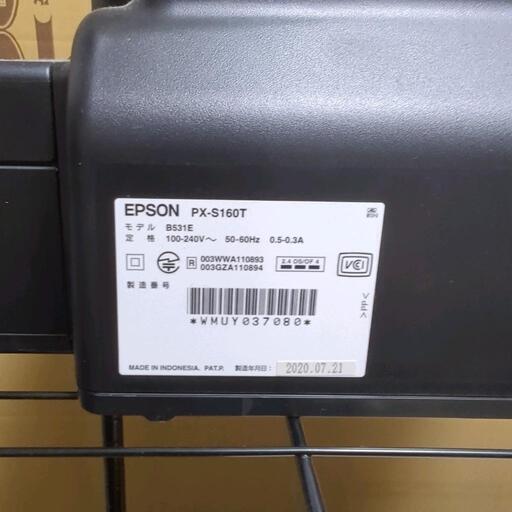 EPSON PX-S160T
モデル B531E
定 格 100-240V～ 50-60Hz 0.5-0.3A
R 003WWA110893
003GZA110894
2.4 DS/OF 4
VCCI
製造番号
*WMUY037080*
MADE IN INDONESIA. PAT.P. 製造年月日: 2020.07.21
>PP<